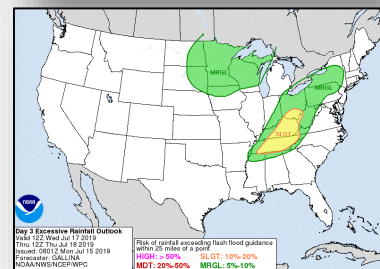 MRGL
MRGL
SLGT
NOAA
Day 3 Excessive Rainfall Outlook
Valid 12Z Wed Jul 17 2019
Thru 12Z Thu Jul 18 2019
Issued: 0801Z Mon Jul 15 2019
Forecaster: GALLINA
NOAA/NWS/NCEP/WPC
Risk of rainfall exceeding flash flood guidance
within 25 miles of a point
HIGH: > 50% SLGT: 10%-20%
MDT: 20%-50% MRGL: 5%-10%